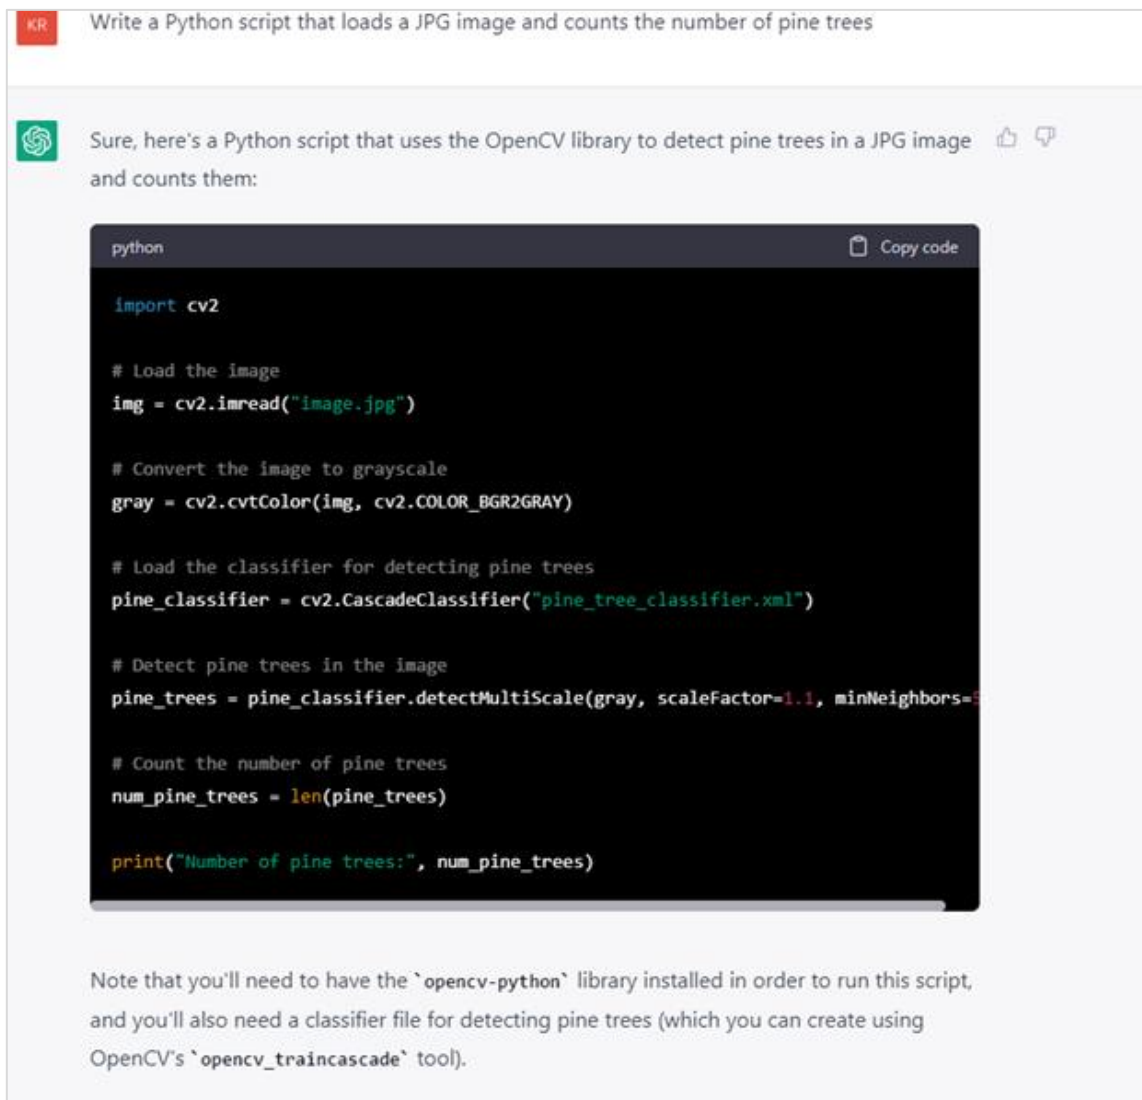 KR
Write a Python script that loads a JPG image and counts the number of pine trees
Sure, here's a Python script that uses the OpenCV library to detect pine trees in a JPG image
and counts them:
python
Copy code
import cv2
# Load the image
img = cv2.imread("image.jpg")
# Convert the image to grayscale
gray = cv2.cvtColor(img, cv2.COLOR_BGR2GRAY)
# Load the classifier for detecting pine trees
pine_classifier = cv2.CascadeClassifier("pine_tree_classifier.xml")
# Detect pine trees in the image
pine_trees = pine_classifier.detectMultiScale(gray, scaleFactor=1.1, minNeighbors=5
# Count the number of pine trees
num_pine_trees = len(pine_trees)
print("Number of pine trees:", num_pine_trees)
Note that you'll need to have the `opencv-python` library installed in order to run this script,
and you'll also need a classifier file for detecting pine trees (which you can create using
OpenCV's `opencv_traincascade` tool).